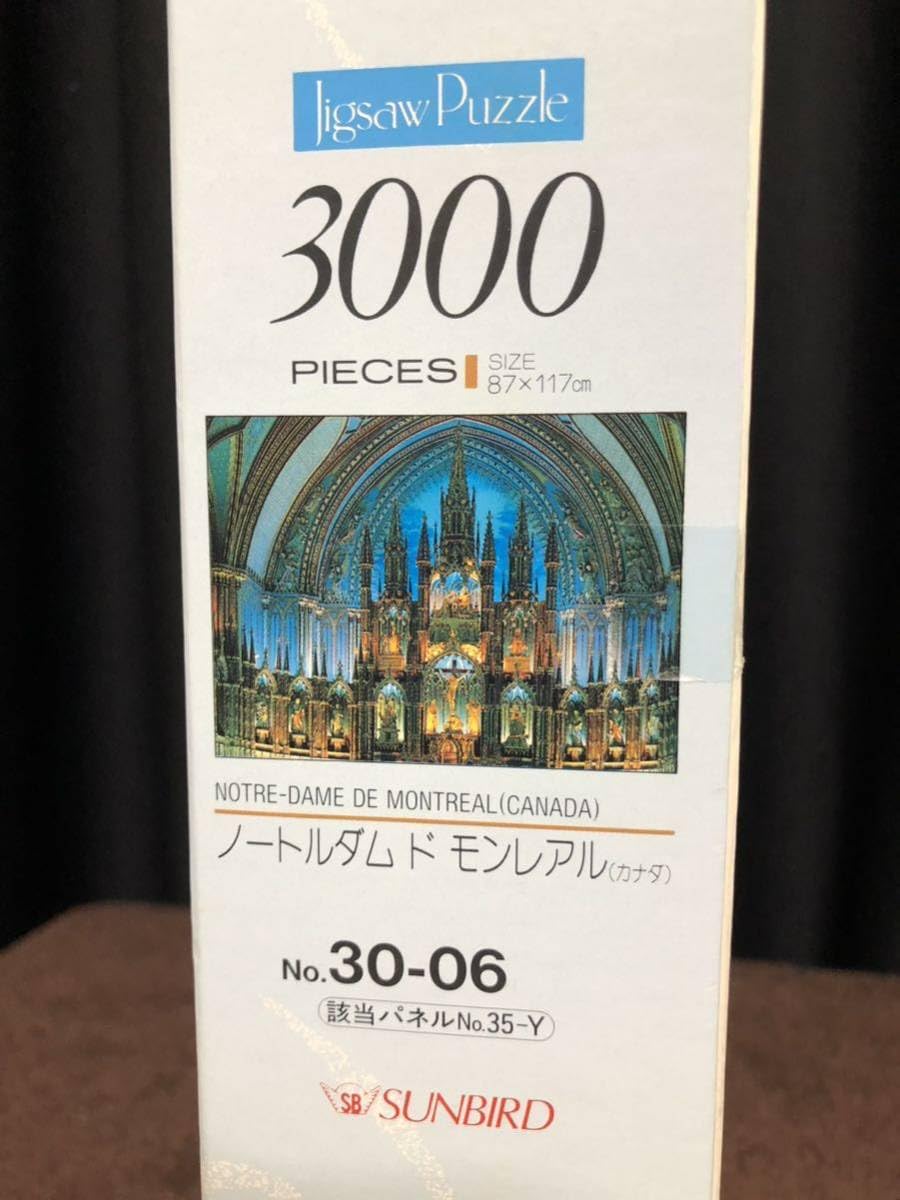 Jigsaw Puzzle
3000
PIECES
SIZE
87×117cm
NOTRE-DAME DE MONTREAL(CANADA)
ノートルダム ド モンレアル(カナダ)
No.30-06
該当パネルNo.35-Y
SB SUNBIRD